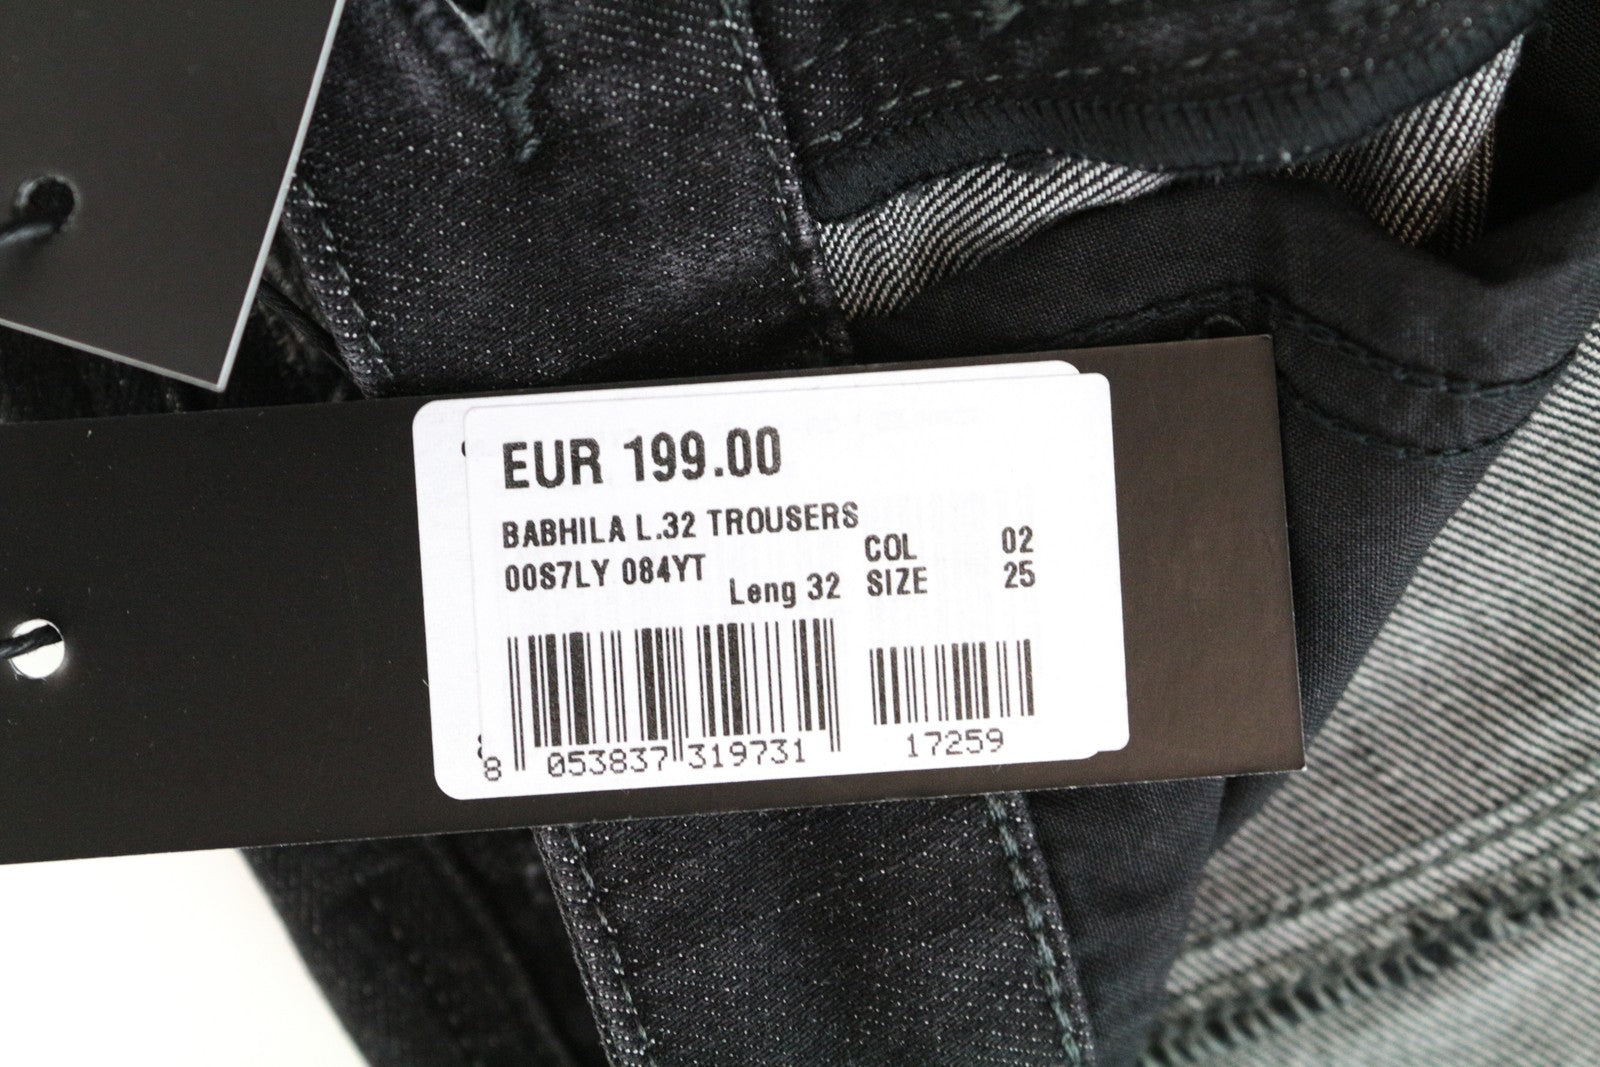 EUR 199.00
BABHILA L.32 TROUSERS
00S7LY 084YT Leng 32
COL 02
SIZE 25
8 053837 319731
17259